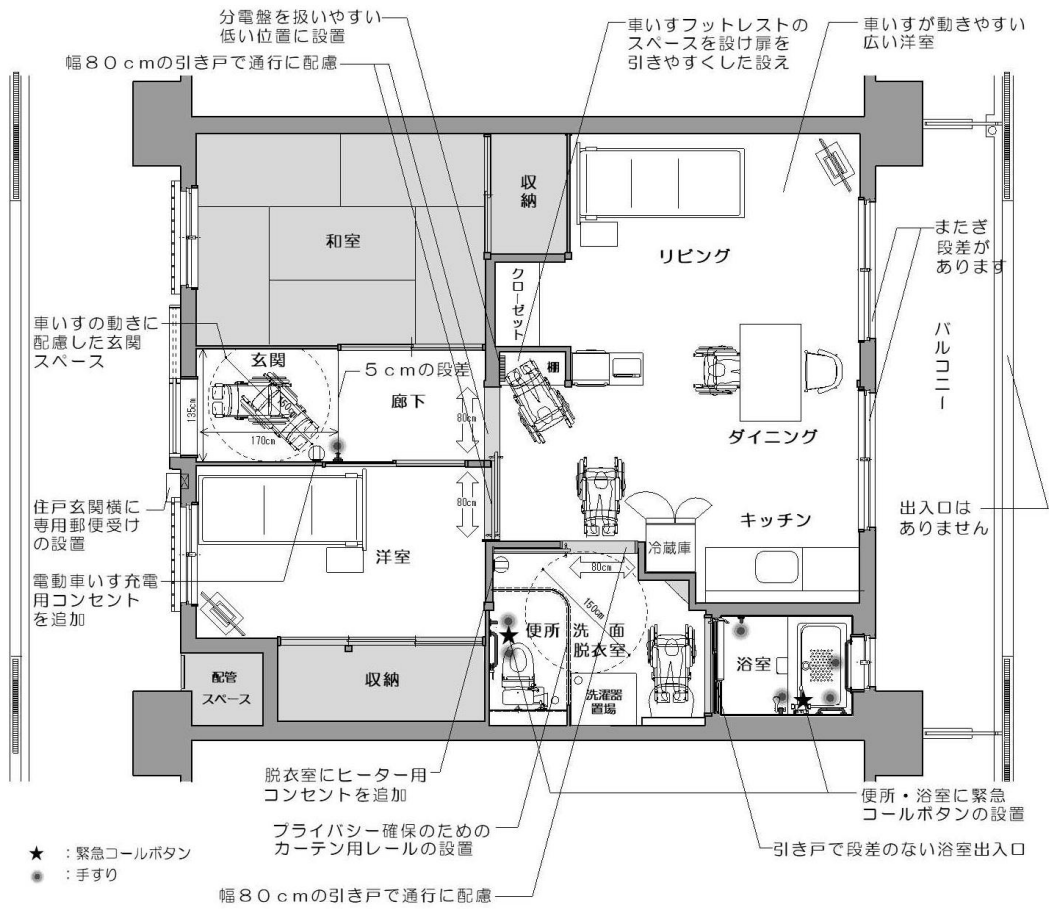 分電盤を扱いやすい
低い位置に設置
幅80cmの引き戸で通行に配慮
車いすフットレストの
スペースを設け扉を
引きやすくした設え
車いすが動きやすい
広い洋室
収納
和室
リビング
クローゼット
またぎ
段差が
あります
バルコニー
車いすの動きに
配慮した玄関
スペース
玄関
5cmの段差
棚
廊下
135cm
150cm
170cm
80cm
ダイニング
80cm
住戸玄関横に
専用郵便受け
の設置
洋室
キッチン
冷蔵庫
出入口は
ありません
電動車いす充電
用コンセント
を追加
80cm
150cm
便所
洗面
脱衣室
浴室
配管
スペース
収納
洗濯器
置場
脱衣室にヒーター用
コンセントを追加
便所・浴室に緊急
コールボタンの設置
プライバシー確保のための
カーテン用レールの設置
引き戸で段差のない浴室出入口
★ :緊急コールボタン
:手すり
幅80cmの引き戸で通行に配慮